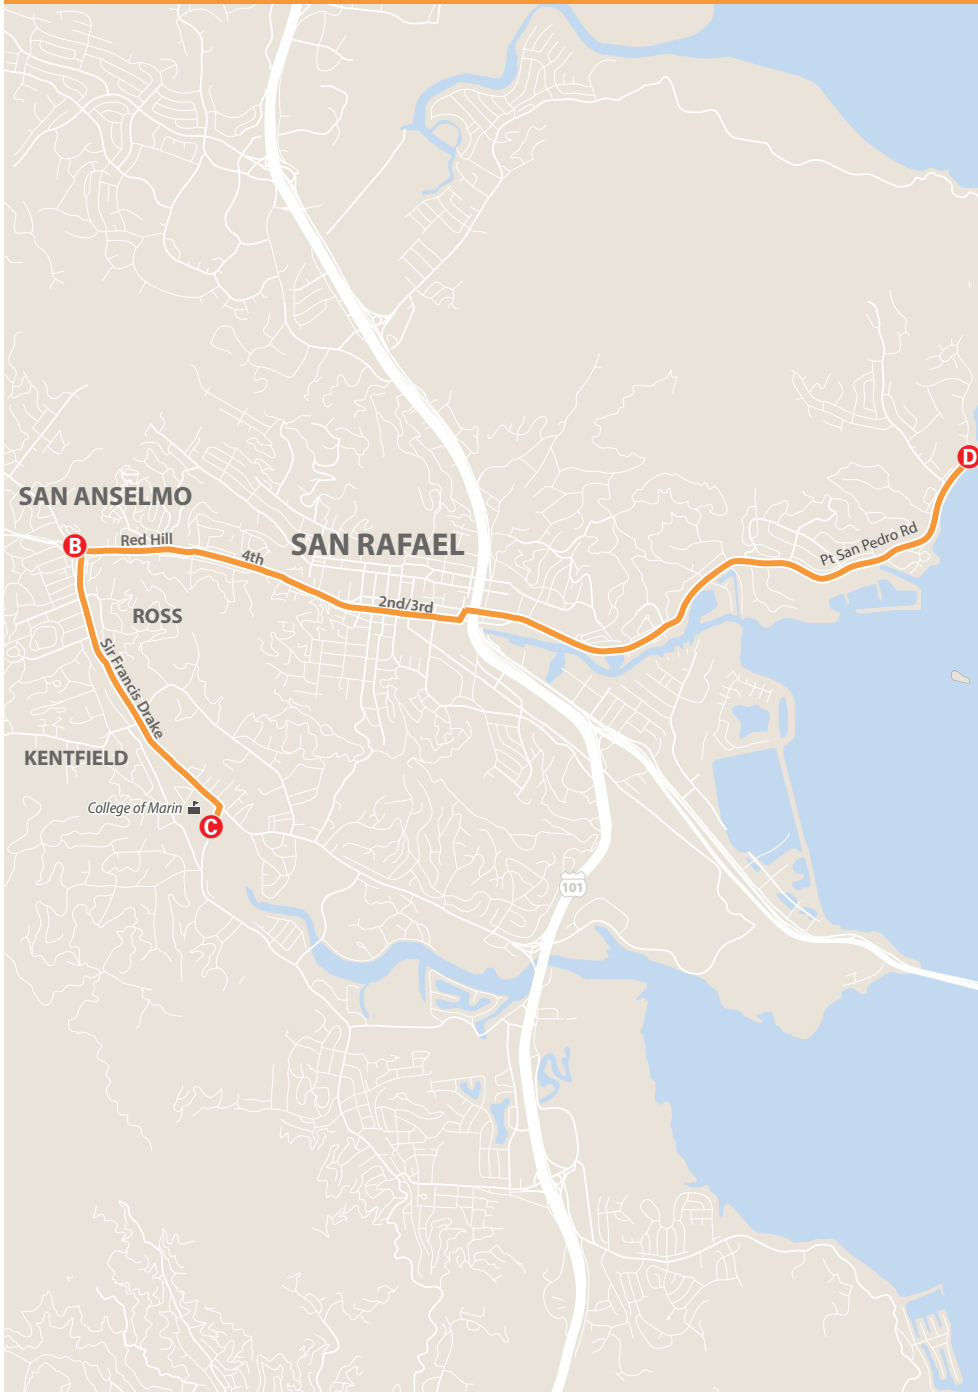 D
SAN ANSELMO
B
Red Hill
4th
SAN RAFAEL
Pt San Pedro Rd
2nd/3rd
ROSS
Sir Francis Drake
KENTFIELD
College of Marin
C
101